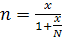 n = x / (1 + x/N)